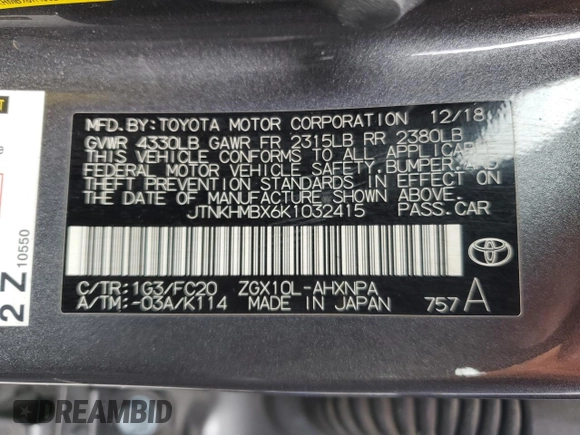 MFD.BY:TOYOTA MOTOR CORPORATION 12/18
GVWR 4330LB GAWR FR 2315LB RR 2380LB
THIS VEHICLE CONFORMS TO ALL APPLICABLE
FEDERAL MOTOR VEHICLE SAFETY,BUMPER, AND
THEFT PREVENTION STANDARDS IN EFFECT ON
THE DATE OF MANUFACTURE SHOWN ABOVE.
JTNKHMBX6K1032415 PASS.CAR
C/TR:1G3/FC20 ZGX10L-AHXNPA
A/TM:-03A/K114 MADE IN JAPAN 757A
TOYOTA
2 Z 10550
DREAMBID